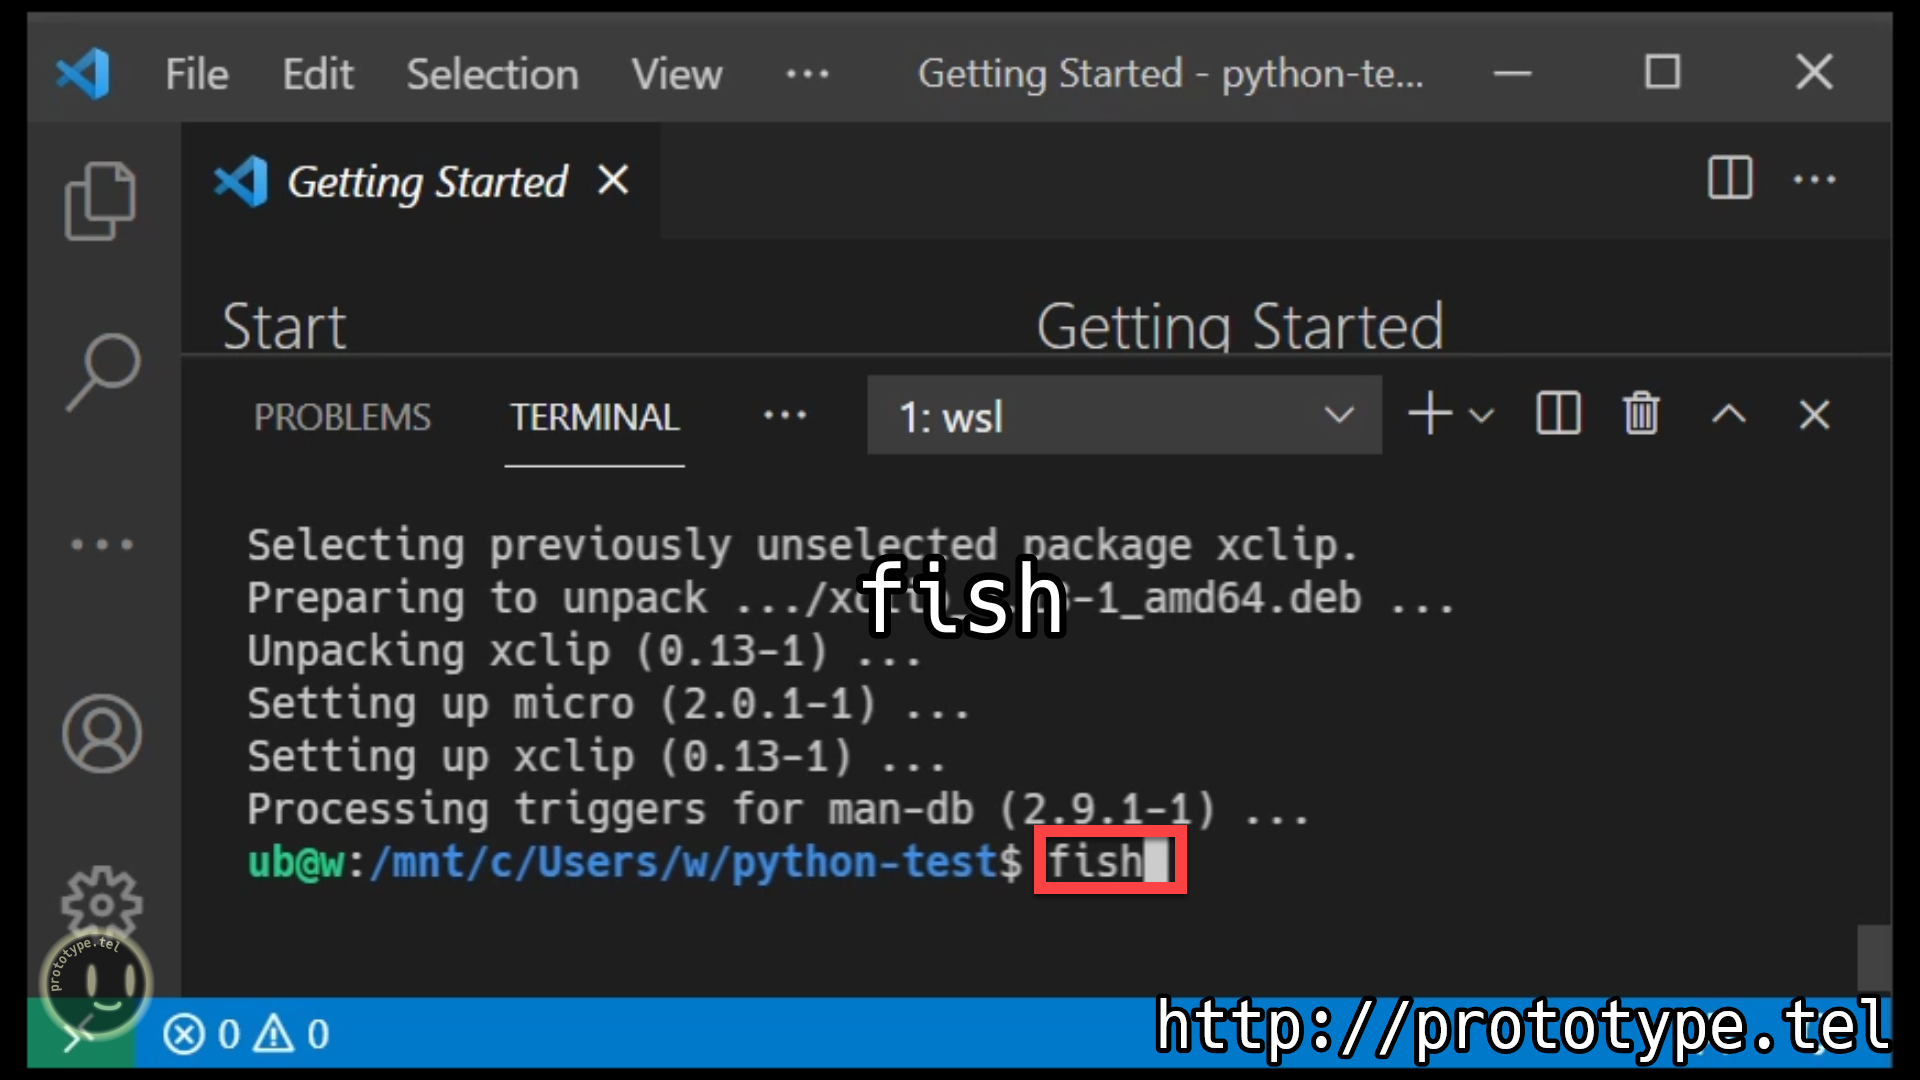 File Edit Selection View ... Getting Started - python-te...
Getting Started
Start
Getting Started
PROBLEMS TERMINAL ... 1: wsl
Selecting previously unselected package xclip.
Preparing to unpack -1_amd64.deb ...
fish
Unpacking xclip (0.13-1) ...
Setting up micro (2.0.1-1) ...
Setting up xclip (0.13-1) ...
Processing triggers for man-db (2.9.1-1) ...
ub@w:/mnt/c/Users/w/python-test$ fish
prototype.tel
0 0
http://prototype.tel